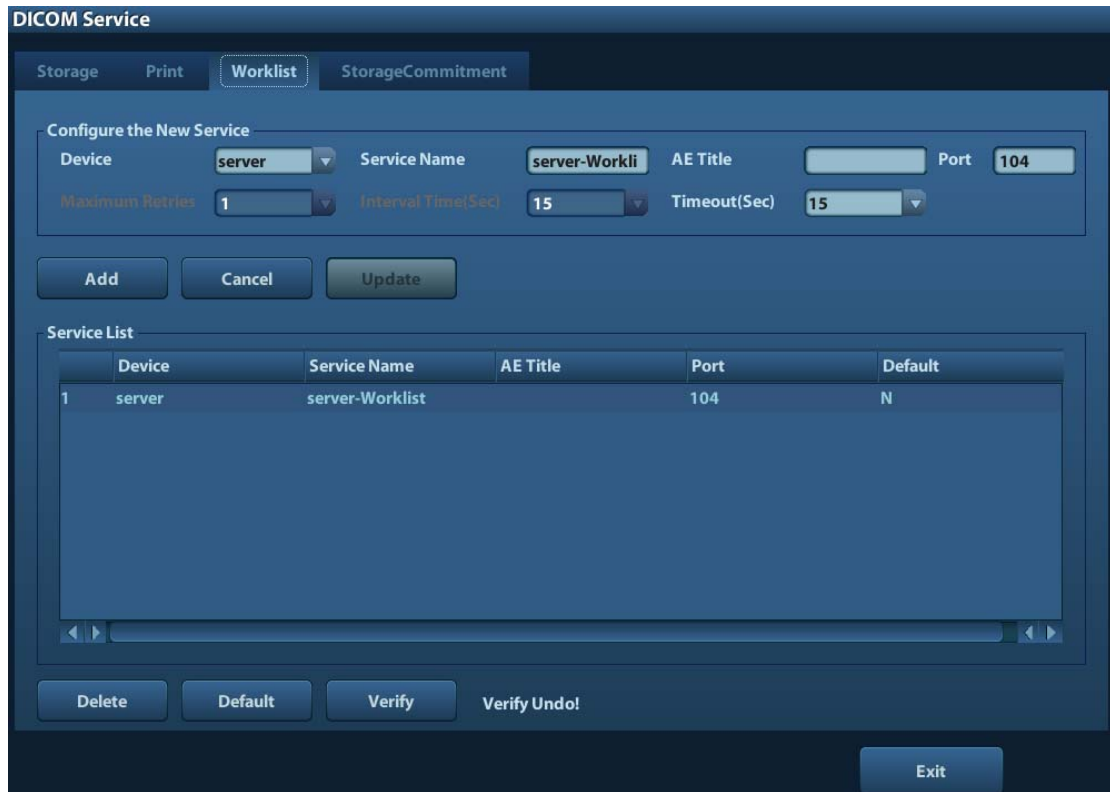 DICOM Service
Storage Print Worklist StorageCommitment
Configure the New Service
Device server Service Name server-Workli AE Title Port 104
Maximum Retries 1 Interval Time(Sec) 15 Timeout(Sec) 15
Add Cancel Update
Service List
Device Service Name AE Title Port Default
1 server server-Worklist 104 N
Delete Default Verify Verify Undo!
Exit